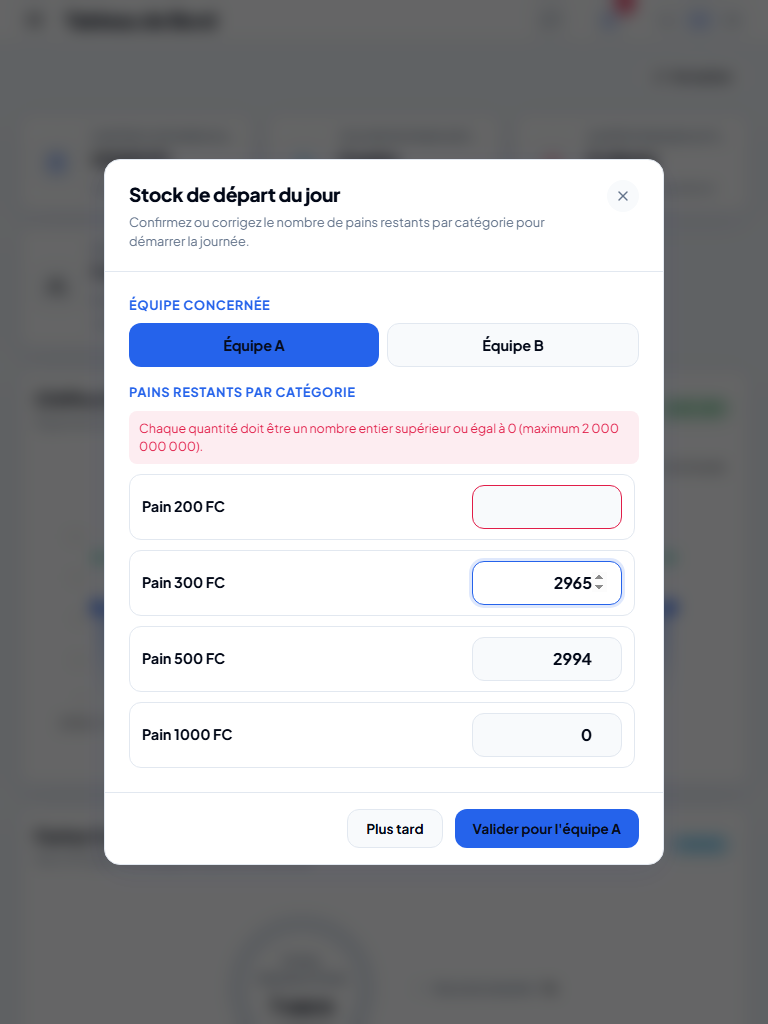 Stock de départ du jour
Confirmez ou corrigez le nombre de pains restants par catégorie pour
démarrer la journée.
ÉQUIPE CONCERNÉE
Équipe A
Équipe B
PAINS RESTANTS PAR CATÉGORIE
Chaque quantité doit être un nombre entier supérieur ou égal à 0 (maximum 2 000
000 000).
Pain 200 FC
Pain 300 FC
2965
Pain 500 FC
2994
Pain 1000 FC
0
Plus tard
Valider pour l'équipe A